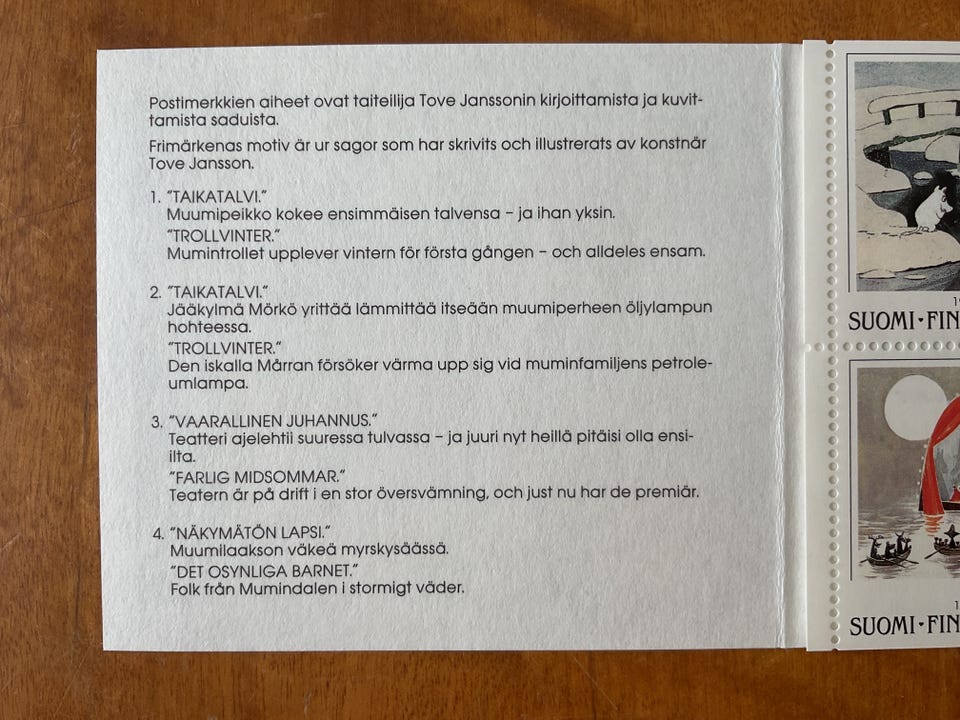 Postimerkkien aiheet ovat taiteilija Tove Janssonin kirjoittamista ja kuvit-
tamista saduista.
Frimärkenas motiv är ur sagor som har skrivits och illustrerats av konstnär
Tove Jansson.
1. "TAIKATALVI."
Muumipeikko kokee ensimmäisen talvensa – ja ihan yksin.
"TROLLVINTER."
Mumintrollet upplever vintern för första gången – och alldeles ensam.
2. "TAIKATALVI."
Jääkylmä Mörkö yrittää lämmittää itseään muumiperheen öljylampun
hohteessa.
"TROLLVINTER."
Den iskalla Mårran försöker värma upp sig vid muminfamiljens petrole-
umlampa.
3. "VAARALLINEN JUHANNUS."
Teatteri ajelehtii suuressa tulvassa – ja juuri nyt heillä pitäisi olla ensi-
ilta.
"FARLIG MIDSOMMAR."
Teatern är på drift i en stor översvämning, och just nu har de premiär.
4. "NÄKYMÄTÖN LAPSI."
Muumilaakson väkeä myrskysäässä.
"DET OSYNLIGA BARNET."
Folk från Mumindalen i stormigt väder.
SUOMI·FIN
SUOMI·FIN